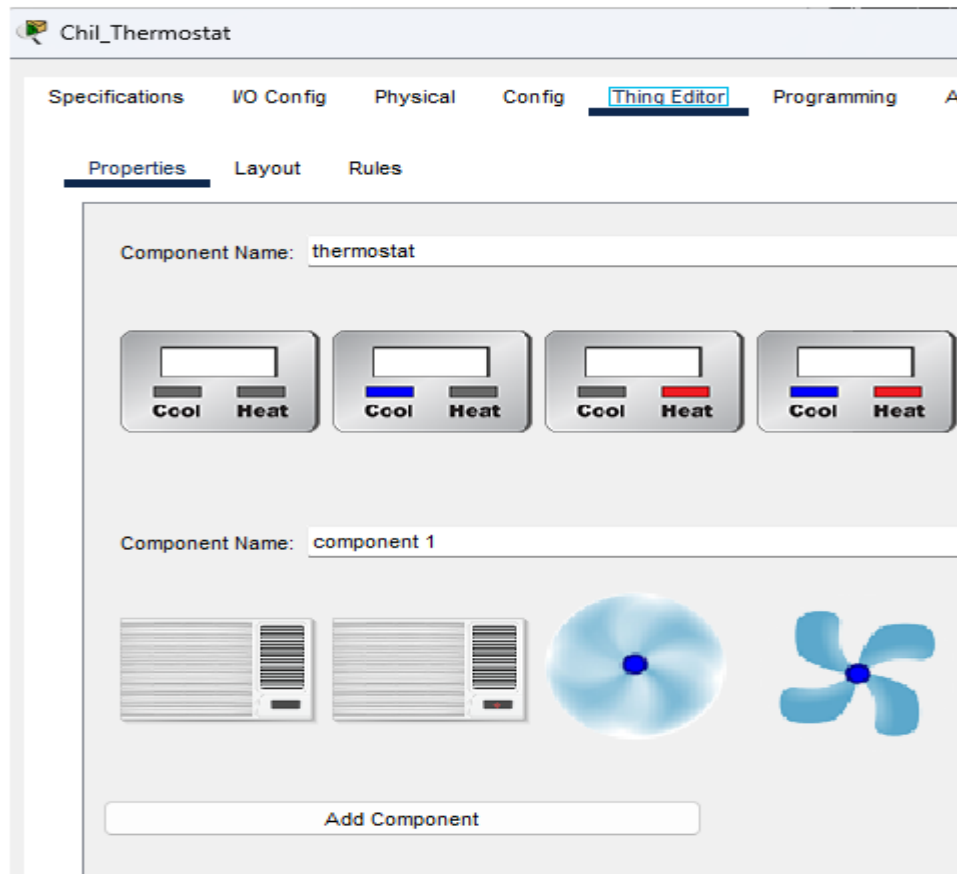 Chil_Thermostat
Specifications I/O Config Physical Config Thing Editor Programming A
Properties Layout Rules
Component Name: thermostat
Cool Heat Cool Heat Cool Heat Cool Heat
Component Name: component 1
Add Component